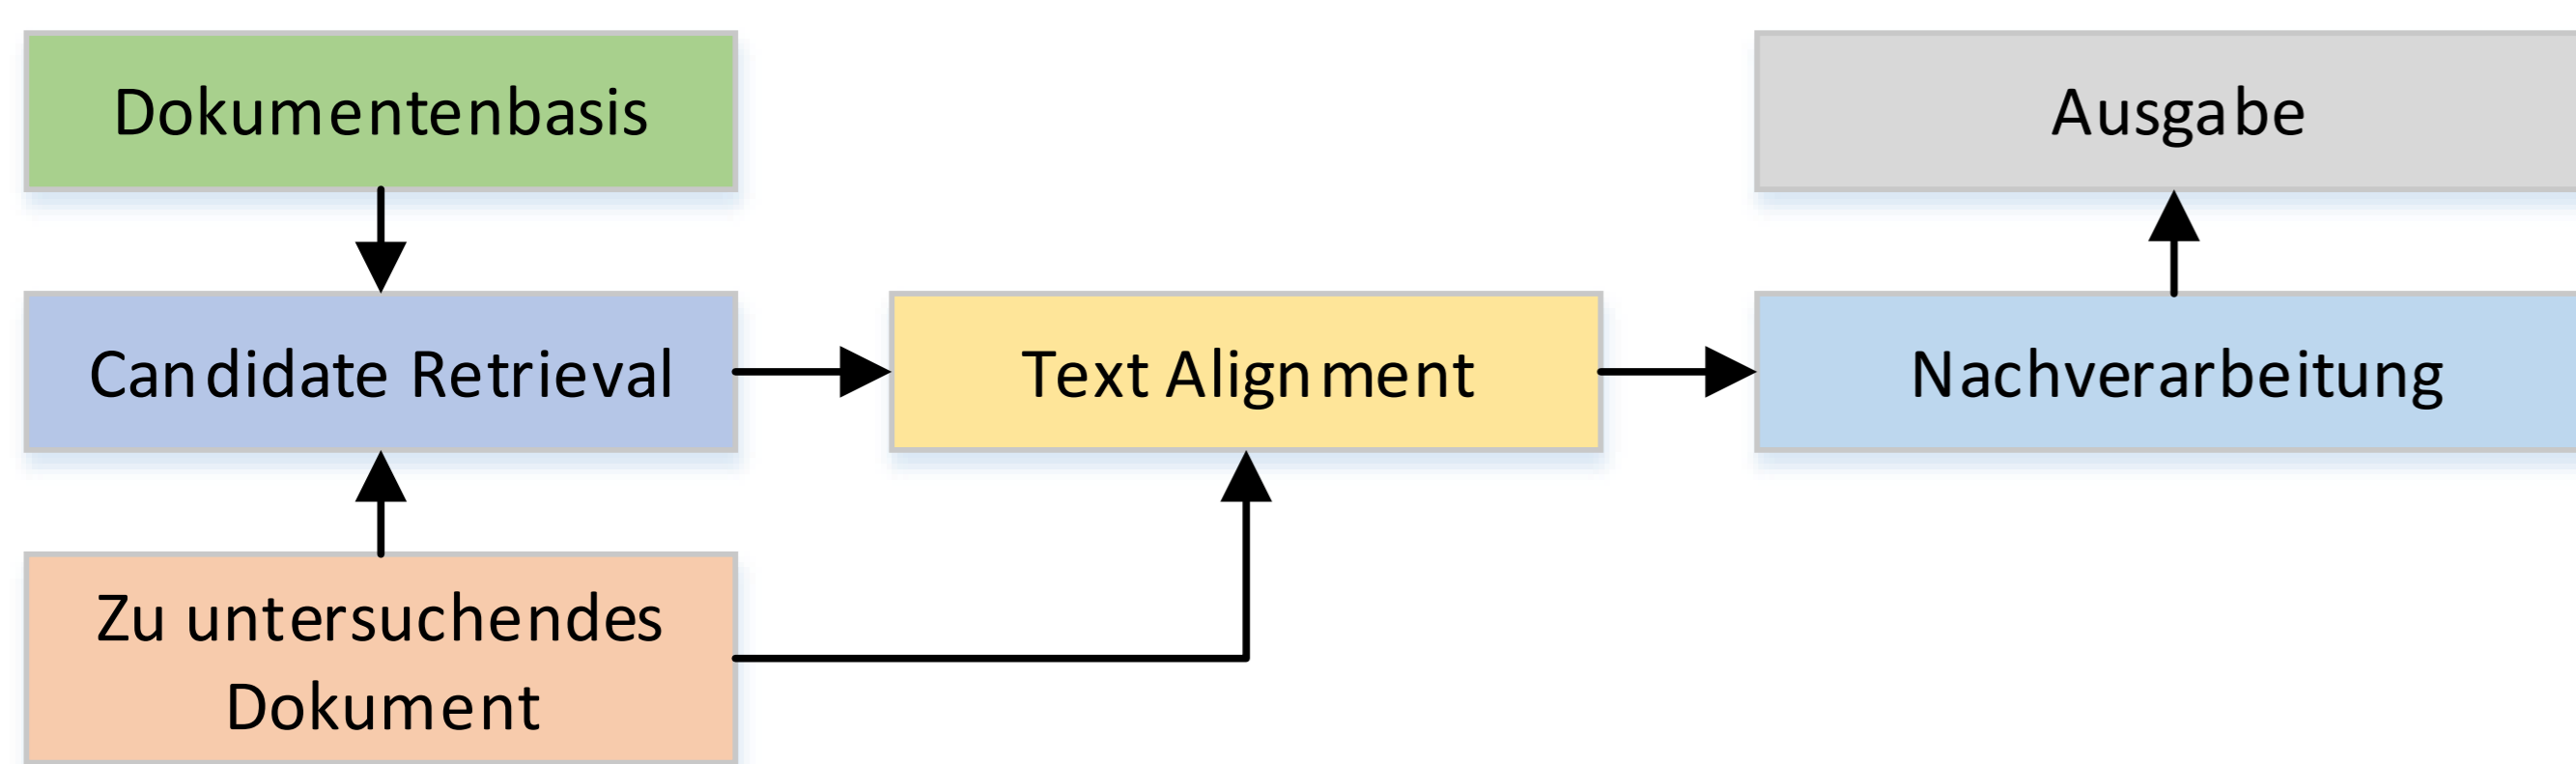 Dokumentenbasis
Ausgabe
Candidate Retrieval
Text Alignment
Nachverarbeitung
Zu untersuchendes
Dokument